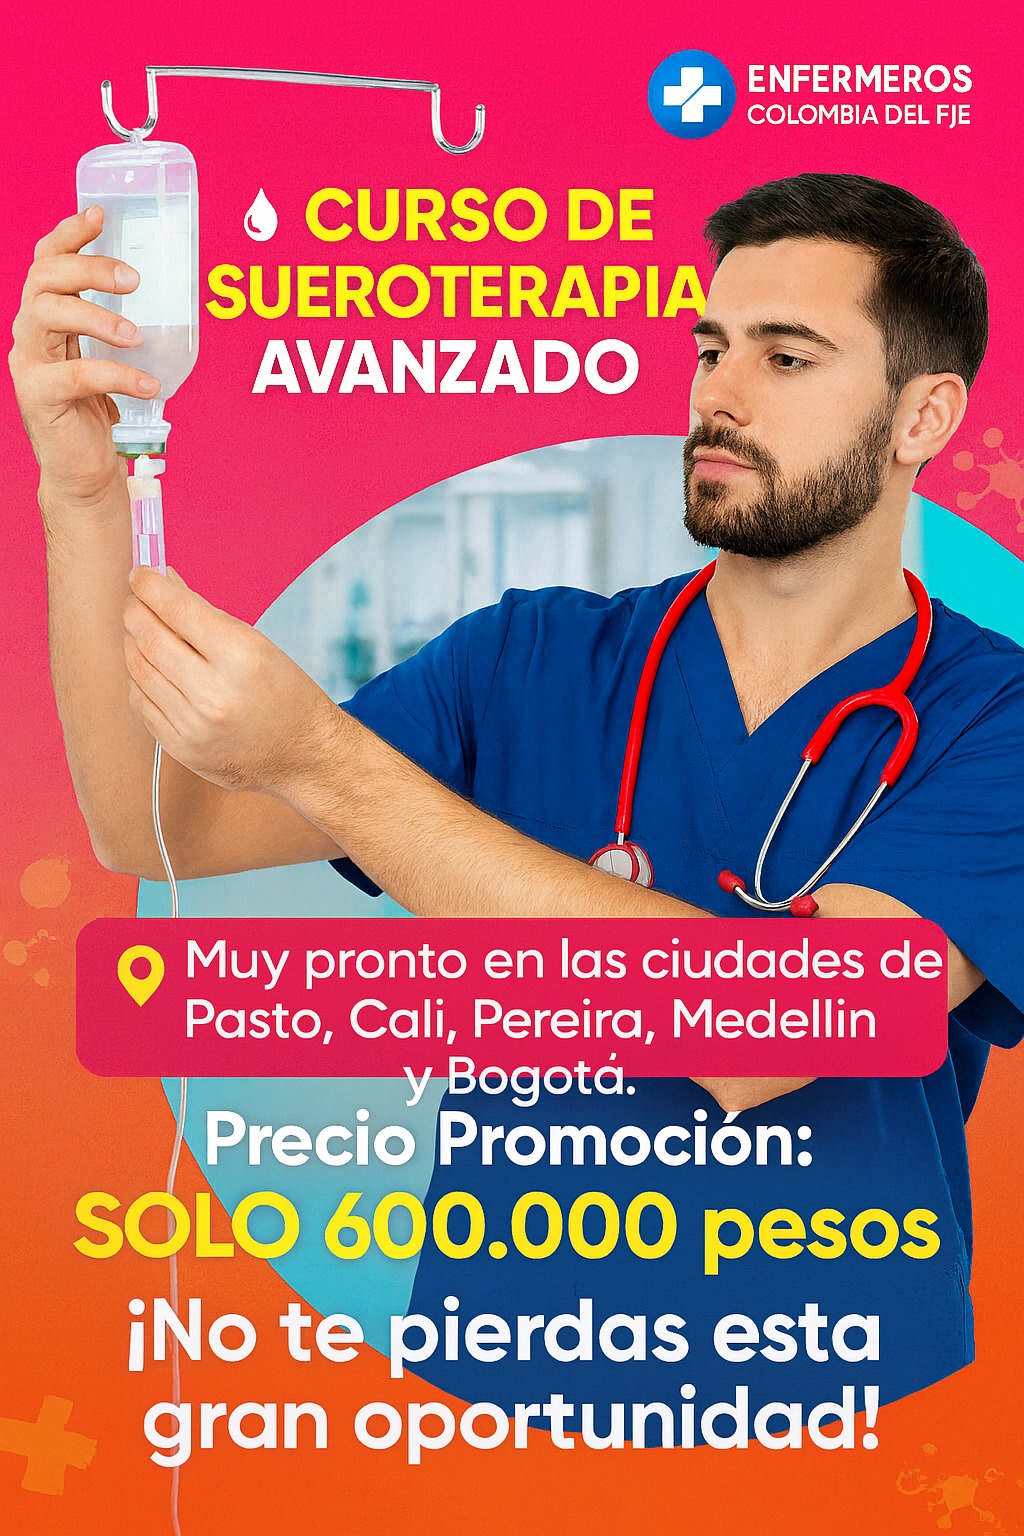 ENFERMEROS
COLOMBIA DEL FJE
CURSO DE
SUEROTERAPIA
AVANZADO
Muy pronto en las ciudades de
Pasto, Cali, Pereira, Medellin
y Bogotá.
Precio Promoción:
SOLO 600.000 pesos
¡No te pierdas esta
gran oportunidad!